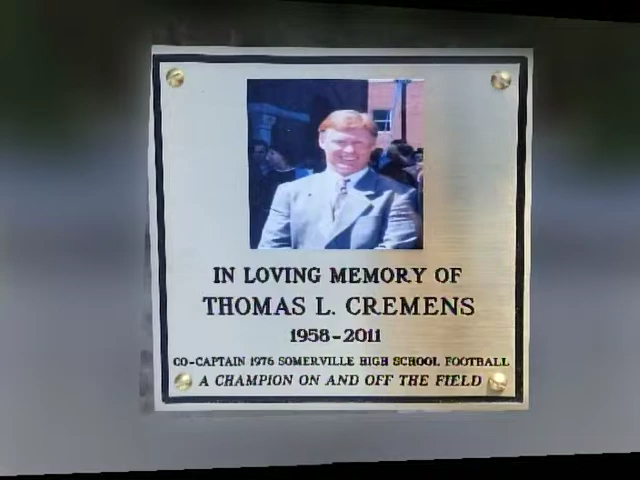 IN LOVING MEMORY OF
THOMAS L. CREMENS
1958-2011
CO-CAPTAIN 1976 SOMERVILLE HIGH SCHOOL FOOTBALL
A CHAMPION ON AND OFF THE FIELD